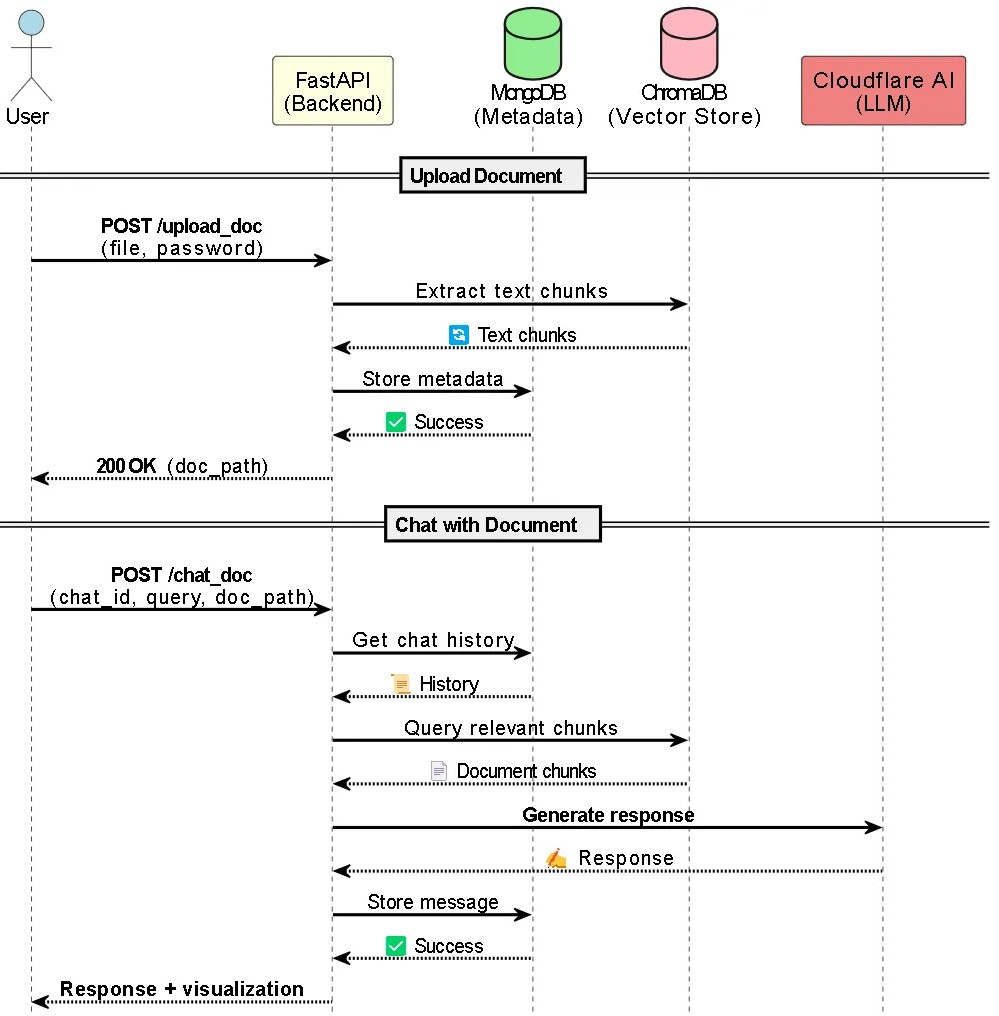 User
FastAPI
(Backend)
MongoDB
(Metadata)
ChromaDB
(Vector Store)
Cloudflare AI
(LLM)
Upload Document
POST /upload_doc
(file, password)
Extract text chunks
Text chunks
Store metadata
Success
200 OK (doc_path)
Chat with Document
POST /chat_doc
(chat_id, query, doc_path)
Get chat history
History
Query relevant chunks
Document chunks
Generate response
Response
Store message
Success
Response + visualization